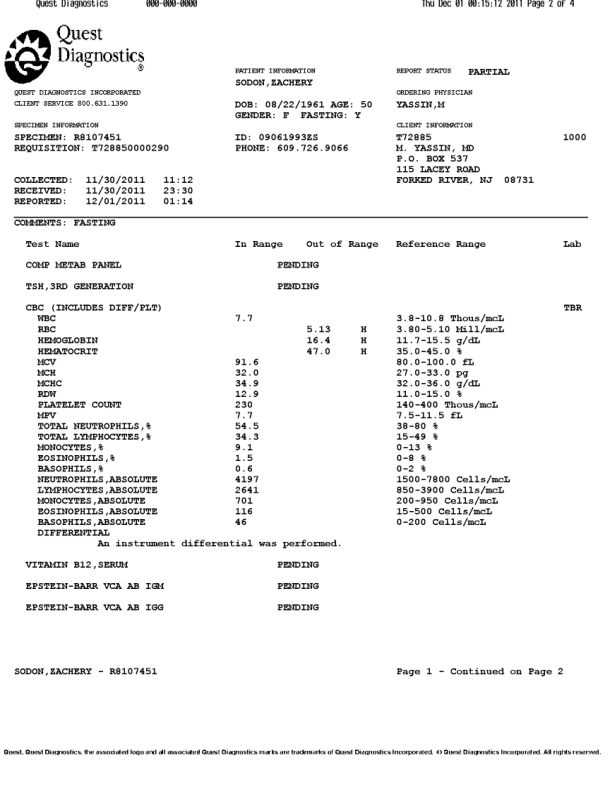 Quest Diagnostics 000-000-0000 Thu Dec 01 00:15:12 2011 Page 2 of 4
Quest
Diagnostics
®
QUEST DIAGNOSTICS INCORPORATED
CLIENT SERVICE 800.631.1390
SPECIMEN INFORMATION
SPECIMEN: R8107451
REQUISITION: T728850000290
COLLECTED: 11/30/2011 11:12
RECEIVED: 11/30/2011 23:30
REPORTED: 12/01/2011 01:14
PATIENT INFORMATION
SODON,ZACHERY
DOB: 08/22/1961 AGE: 50
GENDER: F FASTING: Y
ID: 09061993ZS
PHONE: 609.726.9066
REPORT STATUS PARTIAL
ORDERING PHYSICIAN
YASSIN,M
CLIENT INFORMATION
T72885 1000
M. YASSIN, MD
P.O. BOX 537
115 LACEY ROAD
FORKED RIVER, NJ 08731
COMMENTS: FASTING
Test Name In Range Out of Range Reference Range Lab
COMP METAB PANEL PENDING
TSH,3RD GENERATION PENDING
CBC (INCLUDES DIFF/PLT) TBR
WBC 7.7 3.8-10.8 Thous/mcL
RBC 5.13 H 3.80-5.10 Mill/mcL
HEMOGLOBIN 16.4 H 11.7-15.5 g/dL
HEMATOCRIT 47.0 H 35.0-45.0 %
MCV 91.6 80.0-100.0 fL
MCH 32.0 27.0-33.0 pg
MCHC 34.9 32.0-36.0 g/dL
RDW 12.9 11.0-15.0 %
PLATELET COUNT 230 140-400 Thous/mcL
MPV 7.7 7.5-11.5 fL
TOTAL NEUTROPHILS,% 54.5 38-80 %
TOTAL LYMPHOCYTES,% 34.3 15-49 %
MONOCYTES,% 9.1 0-13 %
EOSINOPHILS,% 1.5 0-8 %
BASOPHILS,% 0.6 0-2 %
NEUTROPHILS,ABSOLUTE 4197 1500-7800 Cells/mcL
LYMPHOCYTES,ABSOLUTE 2641 850-3900 Cells/mcL
MONOCYTES,ABSOLUTE 701 200-950 Cells/mcL
EOSINOPHILS,ABSOLUTE 116 15-500 Cells/mcL
BASOPHILS,ABSOLUTE 46 0-200 Cells/mcL
DIFFERENTIAL
An instrument differential was performed.
VITAMIN B12,SERUM PENDING
EPSTEIN-BARR VCA AB IGM PENDING
EPSTEIN-BARR VCA AB IGG PENDING
SODON,ZACHERY - R8107451 Page 1 - Continued on Page 2
Quest, Quest Diagnostics, the associated logo and all associated Quest Diagnostics marks are trademarks of Quest Diagnostics Incorporated. © Quest Diagnostics Incorporated. All rights reserved.